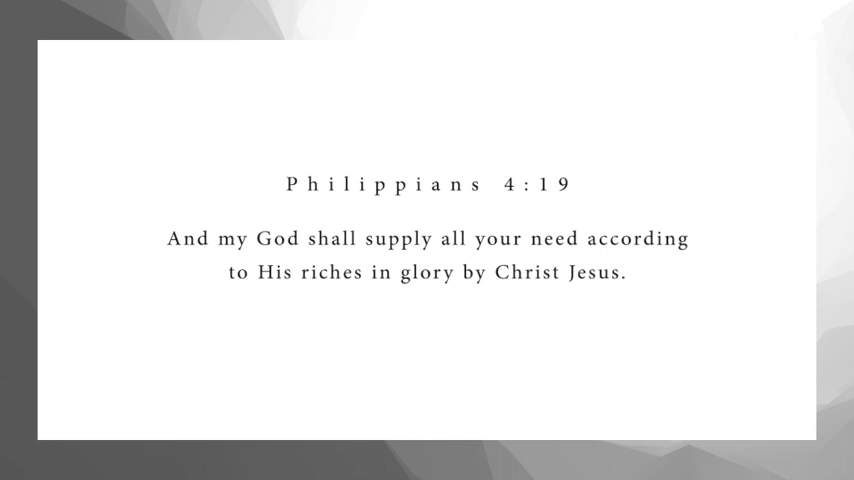 Philippians 4:19
And my God shall supply all your need according
to His riches in glory by Christ Jesus.